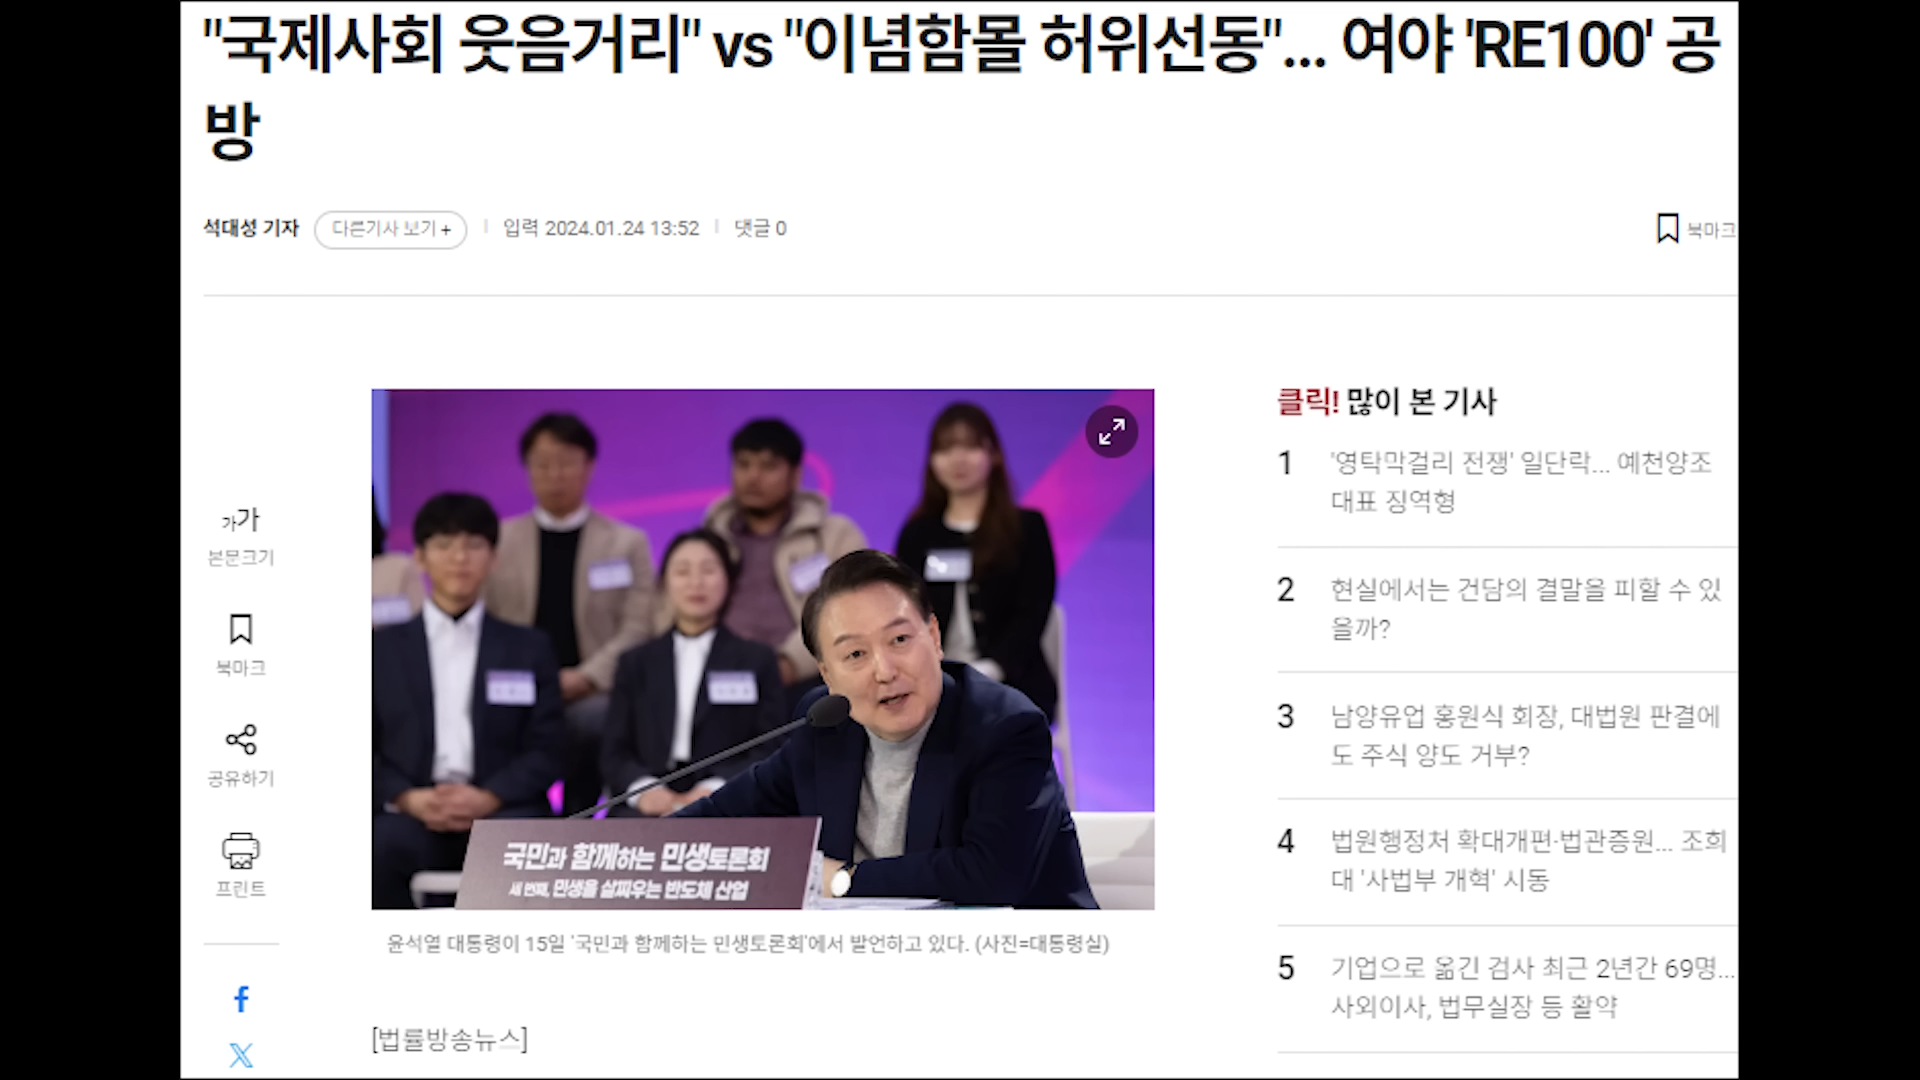 "국제사회 웃음거리" vs "이념함몰 허위선동"... 여야 'RE100' 공
방
석대성 기자
다른기사 보기 +
입력 2024.01.24 13:52
댓글 0
북마크
가가
본문크기
북마크
공유하기
프린트
국민과 함께하는 민생토론회
세 번째, 민생을 살찌우는 반도체 산업
윤석열 대통령이 15일 '국민과 함께하는 민생토론회'에서 발언하고 있다. (사진=대통령실)
[법률방송뉴스]
클릭! 많이 본 기사
1 '영탁막걸리 전쟁' 일단락... 예천양조
대표 징역형
2 현실에서는 건담의 결말을 피할 수 있
을까?
3 남양유업 홍원식 회장, 대법원 판결에
도 주식 양도 거부?
4 법원행정처 확대개편·법관증원... 조희
대 '사법부 개혁' 시동
5 기업으로 옮긴 검사 최근 2년간 69명...
사외이사, 법무실장 등 활약